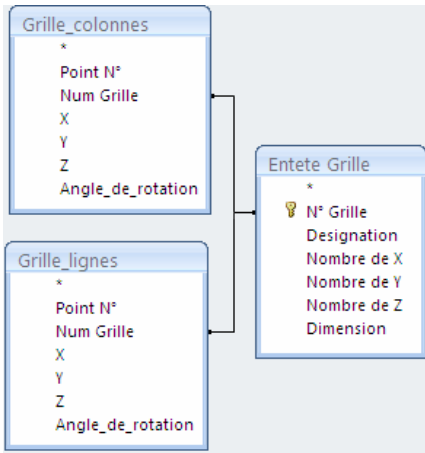 Grille_colonnes
*
Point N°
Num Grille
X
Y
Z
Angle_de_rotation
Entete Grille
*
N° Grille
Designation
Nombre de X
Nombre de Y
Nombre de Z
Dimension
Grille_lignes
*
Point N°
Num Grille
X
Y
Z
Angle_de_rotation